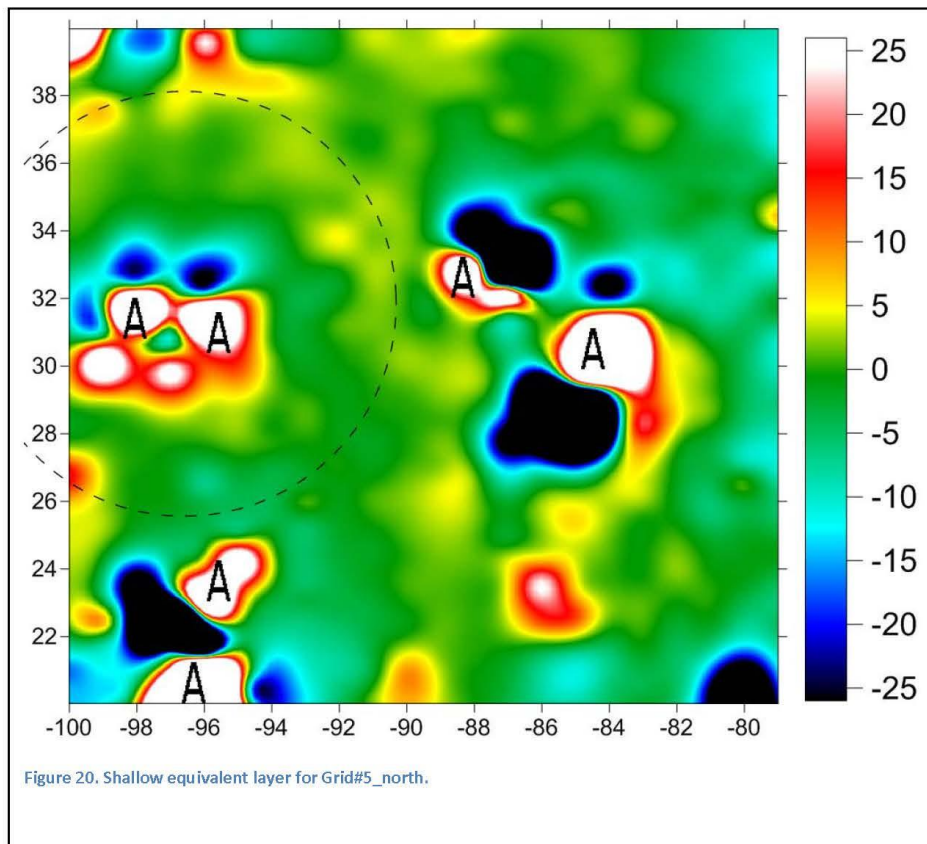 38
36
34
32
30
28
26
24
22
-100 -98 -96 -94 -92 -90 -88 -86 -84 -82 -80
A
A
A
A
A
A
25
20
15
10
5
0
-5
-10
-15
-20
-25
Figure 20. Shallow equivalent layer for Grid#5_north.